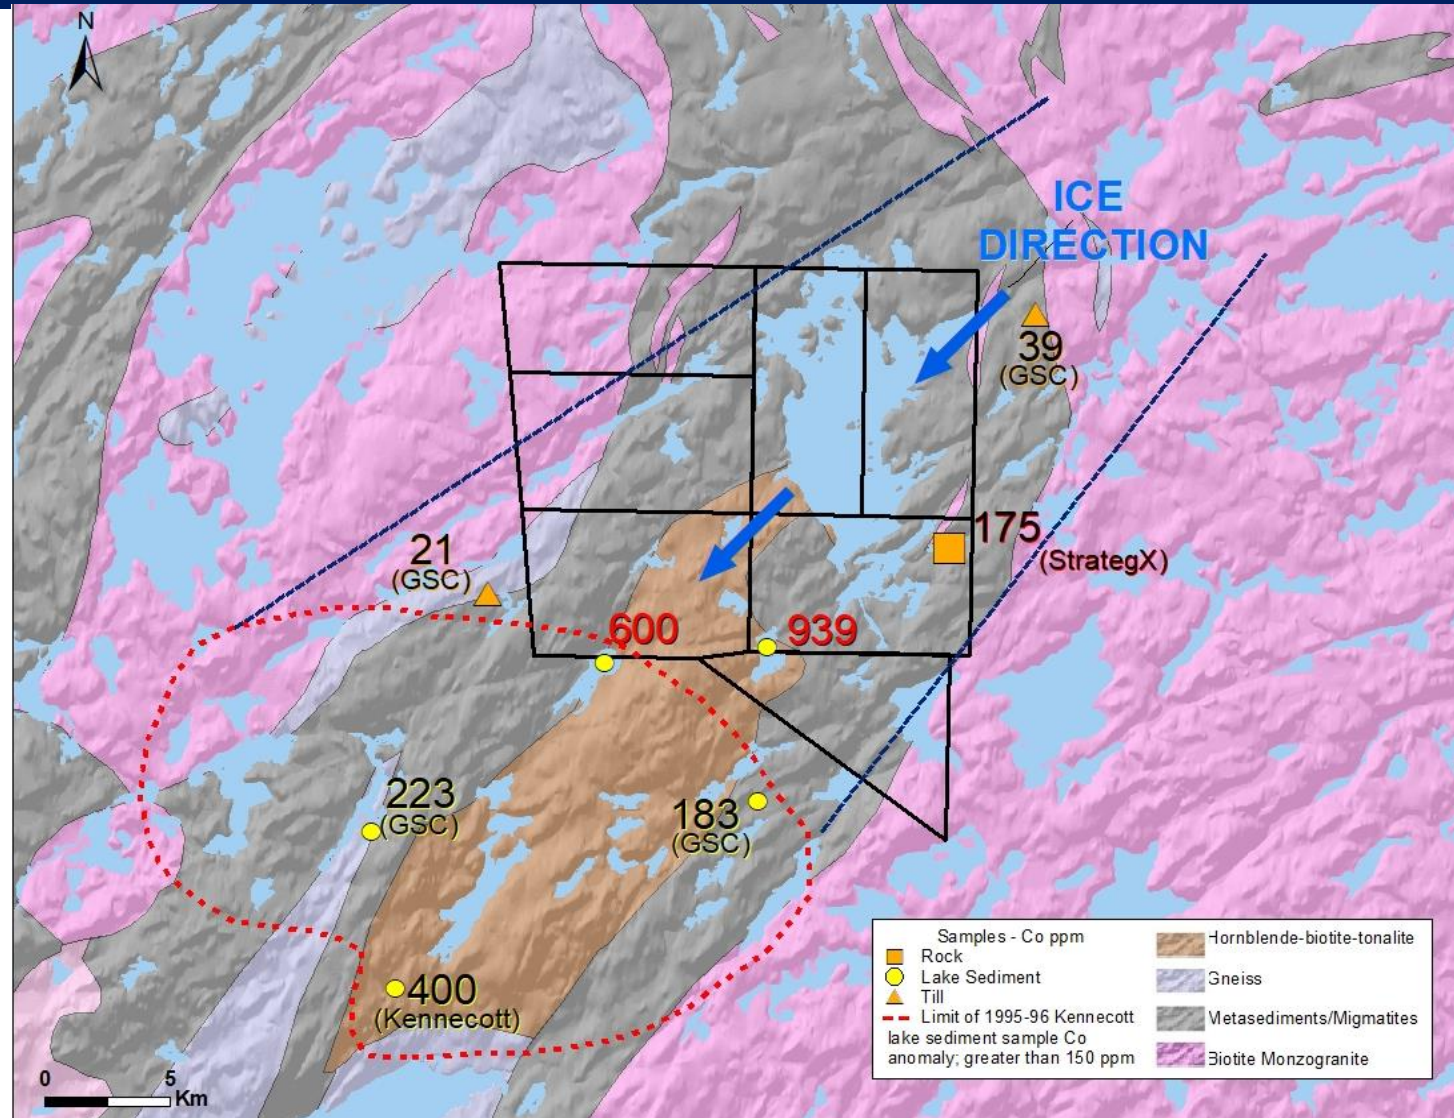 N
ICE
DIRECTION
39
(GSC)
175
(StrategX)
21
(GSC)
600
939
223
(GSC)
183
(GSC)
400
(Kennecott)
0 5
Km
Samples - Co ppm
Rock
Lake Sediment
Till
Limit of 1995-96 Kennecott
lake sediment sample Co
anomaly; greater than 150 ppm
Hornblende-biotite-tonalite
Gneiss
Metasediments/Migmatites
Biotite Monzogranite